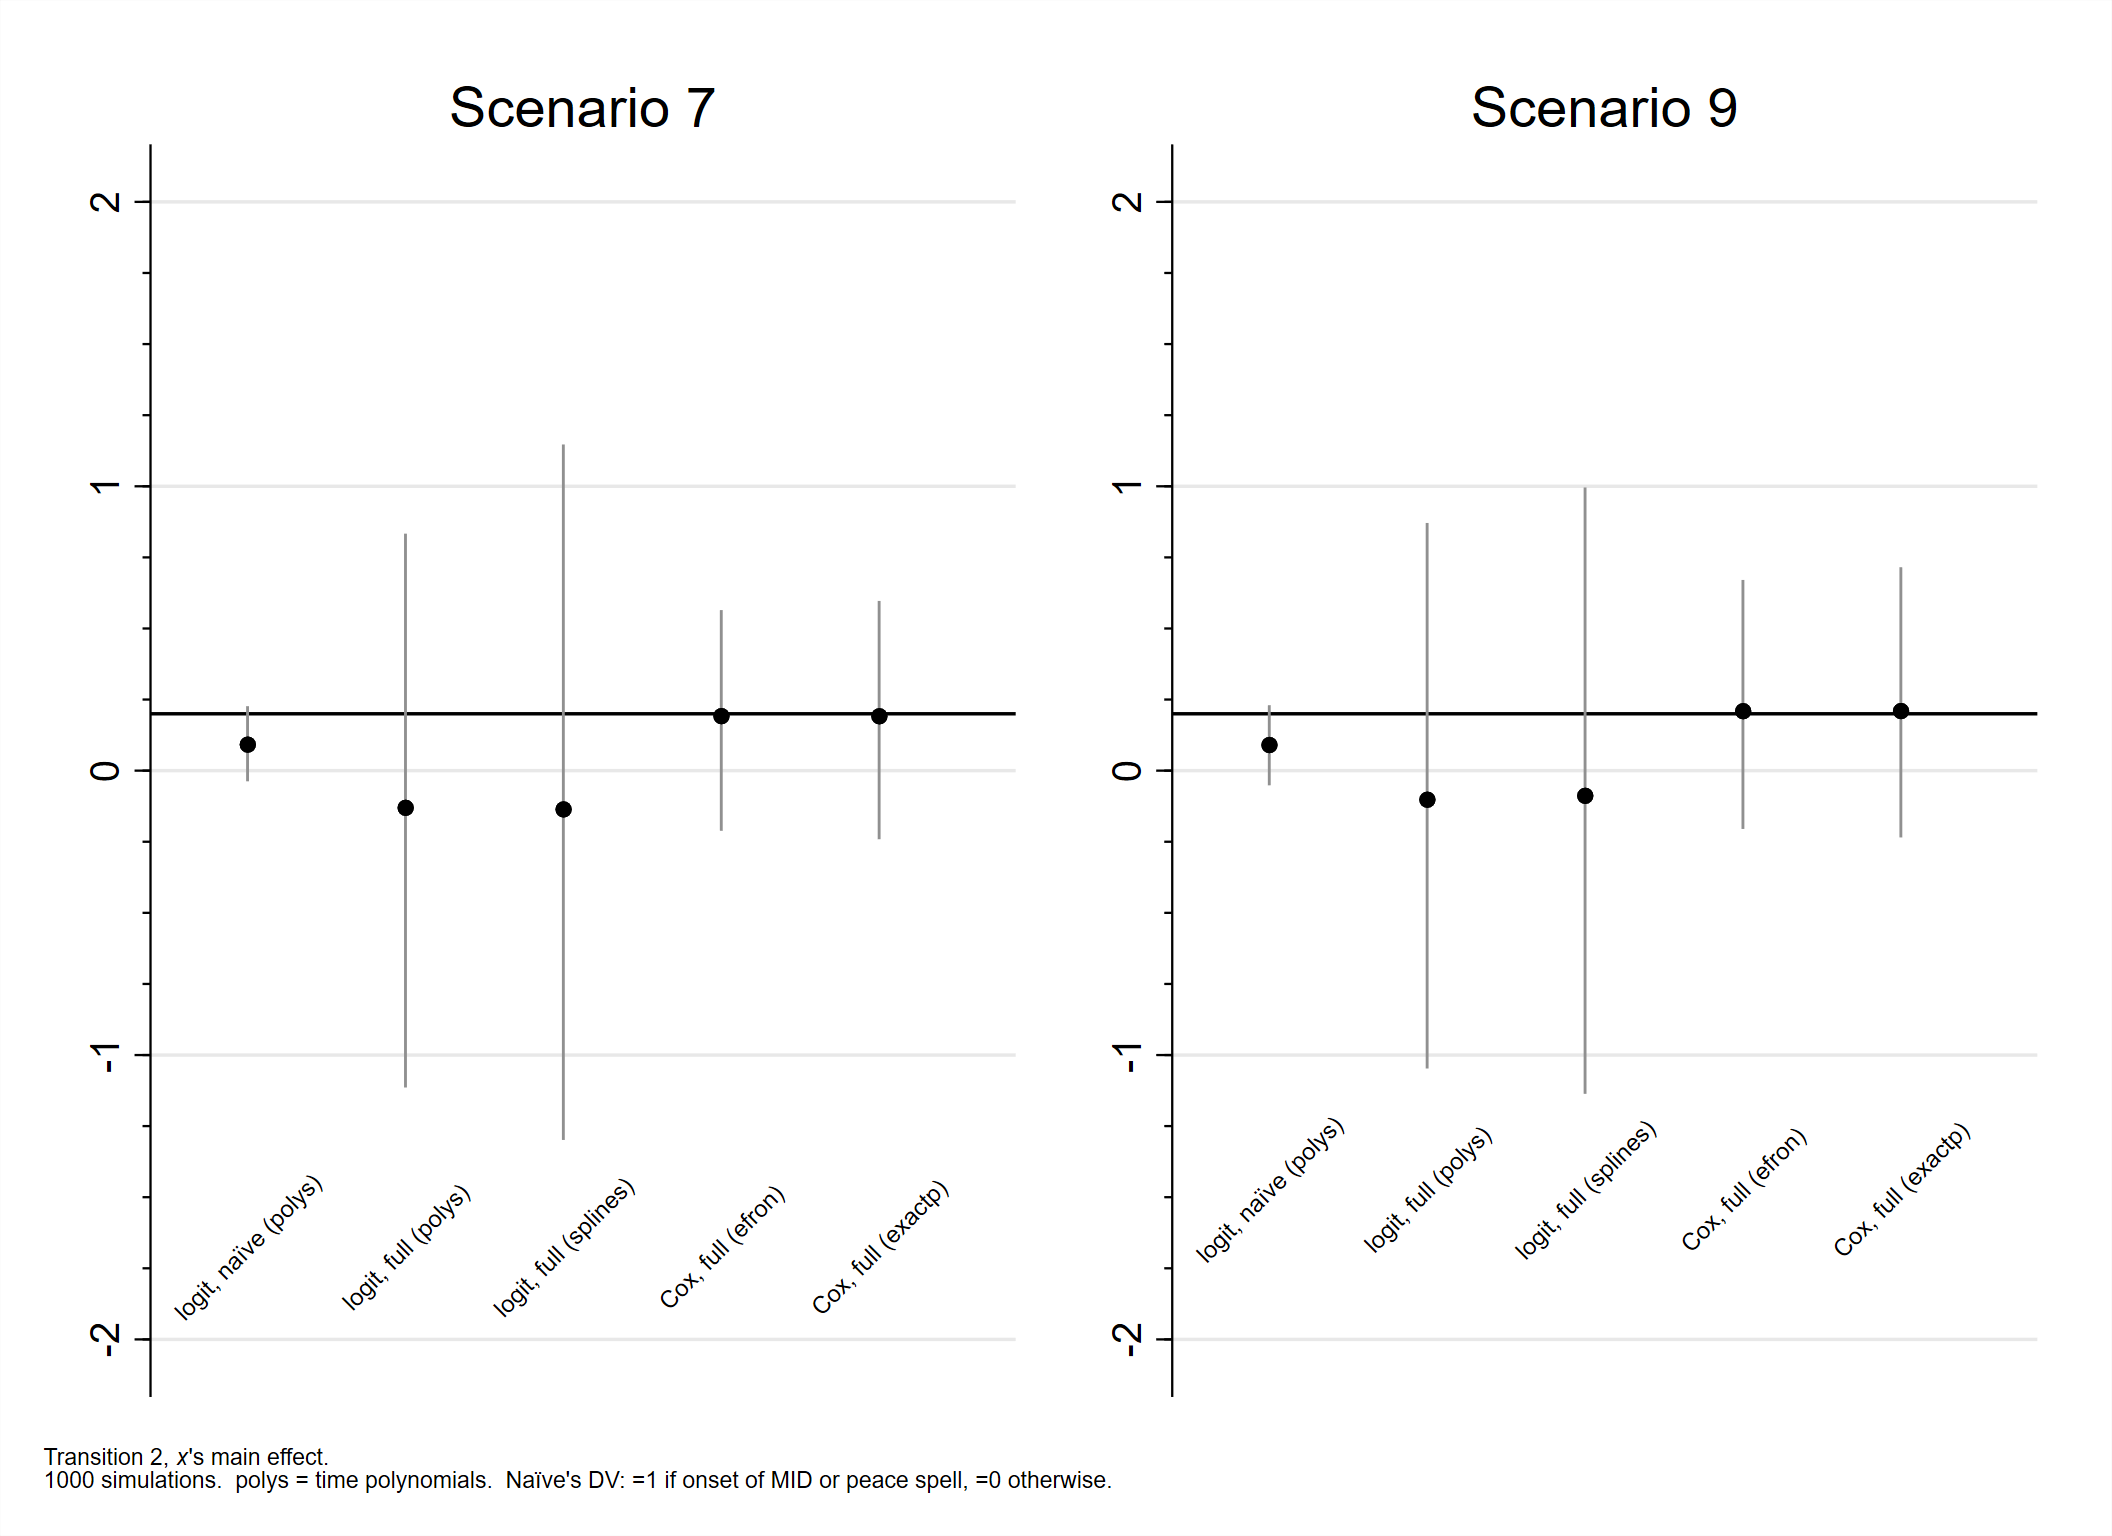 Scenario 7
2
1
0
-1
-2
logit, naïve (polys)
logit, full (polys)
logit, full (splines)
Cox, full (efron)
Cox, full (exactp)
Scenario 9
2
1
0
-1
-2
logit, naïve (polys)
logit, full (polys)
logit, full (splines)
Cox, full (efron)
Cox, full (exactp)
Transition 2, x's main effect.
1000 simulations.  polys = time polynomials.  Naïve's DV: =1 if onset of MID or peace spell, =0 otherwise.